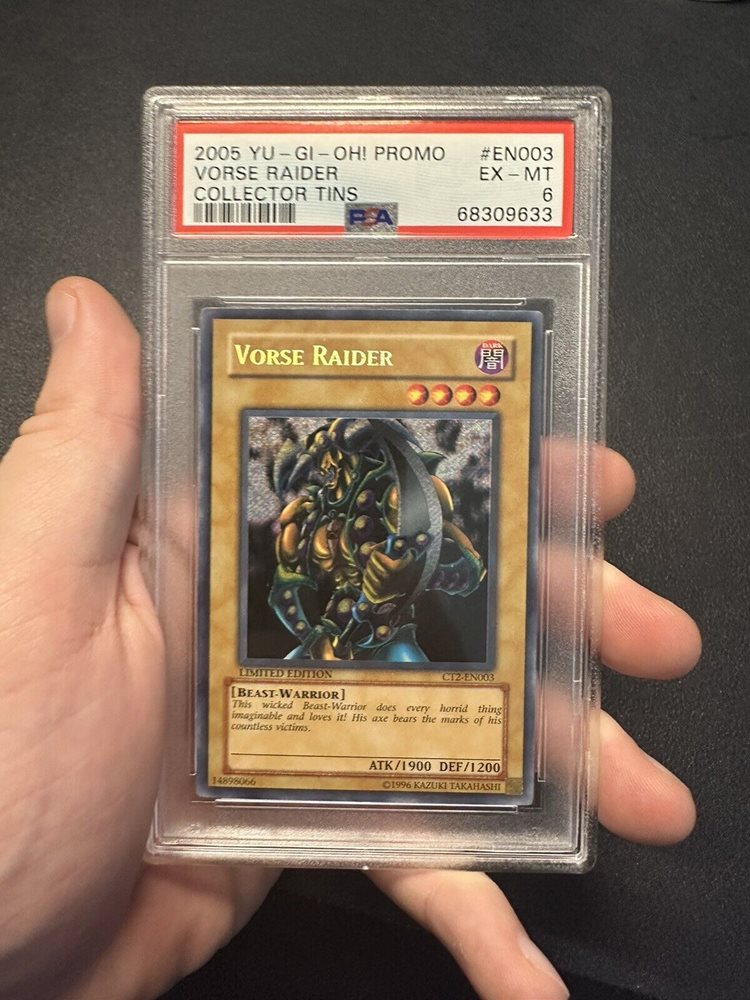 2005 YU-GI-OH! PROMO #EN003
VORSE RAIDER EX-MT
COLLECTOR TINS 6
PSA 68309633
VORSE RAIDER
DARK
闇
LIMITED EDITION CT2-EN003
[BEAST-WARRIOR]
This wicked Beast-Warrior does every horrid thing
imaginable and loves it! His axe bears the marks of his
countless victims.
ATK/1900 DEF/1200
14898066 ©1996 KAZUKI TAKAHASHI